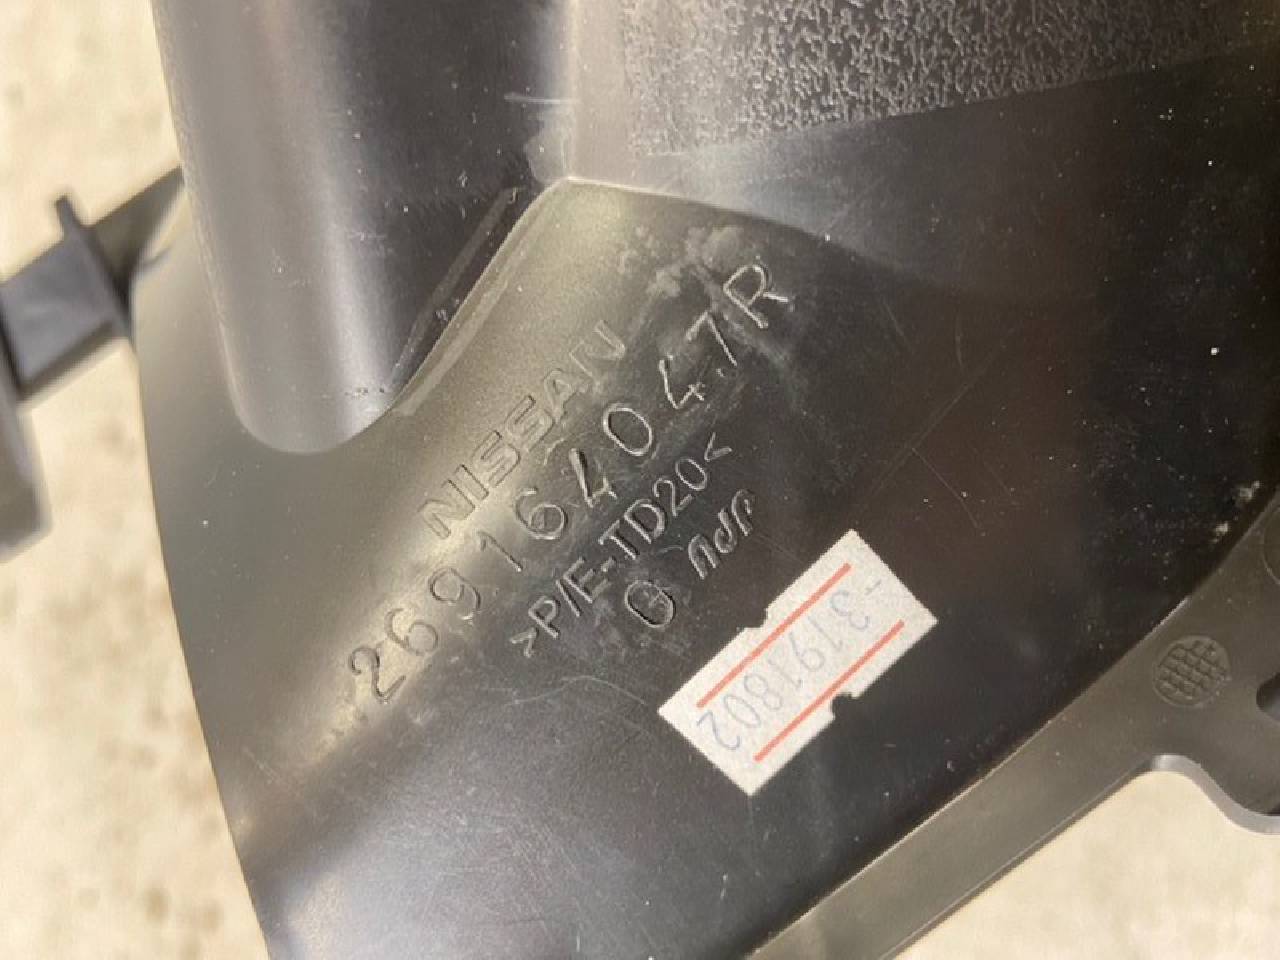 NISSAN
269164047R
>P/E-TD20<
G
-3191802